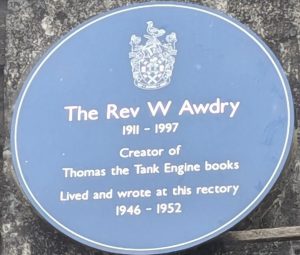 The Rev W Awdry
1911 - 1997
Creator of
Thomas the Tank Engine books
Lived and wrote at this rectory
1946 - 1952